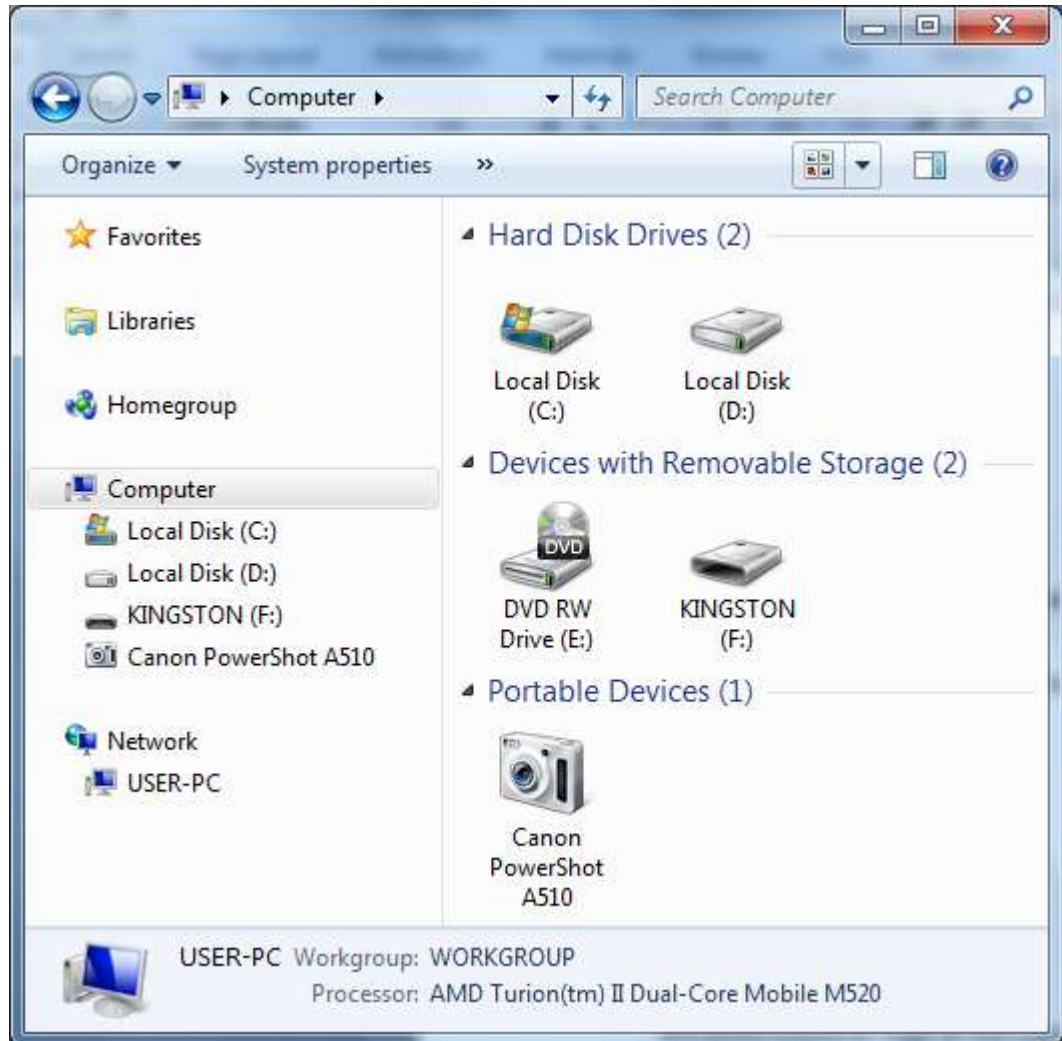 Computer
Search Computer
Organize
System properties
»
Favorites
Libraries
Homegroup
Computer
Local Disk (C:)
Local Disk (D:)
KINGSTON (F:)
Canon PowerShot A510
Network
USER-PC
Hard Disk Drives (2)
Local Disk
(C:)
Local Disk
(D:)
Devices with Removable Storage (2)
DVD
DVD RW
Drive (E:)
KINGSTON
(F:)
Portable Devices (1)
Canon
PowerShot
A510
USER-PC Workgroup: WORKGROUP
Processor: AMD Turion(tm) II Dual-Core Mobile M520